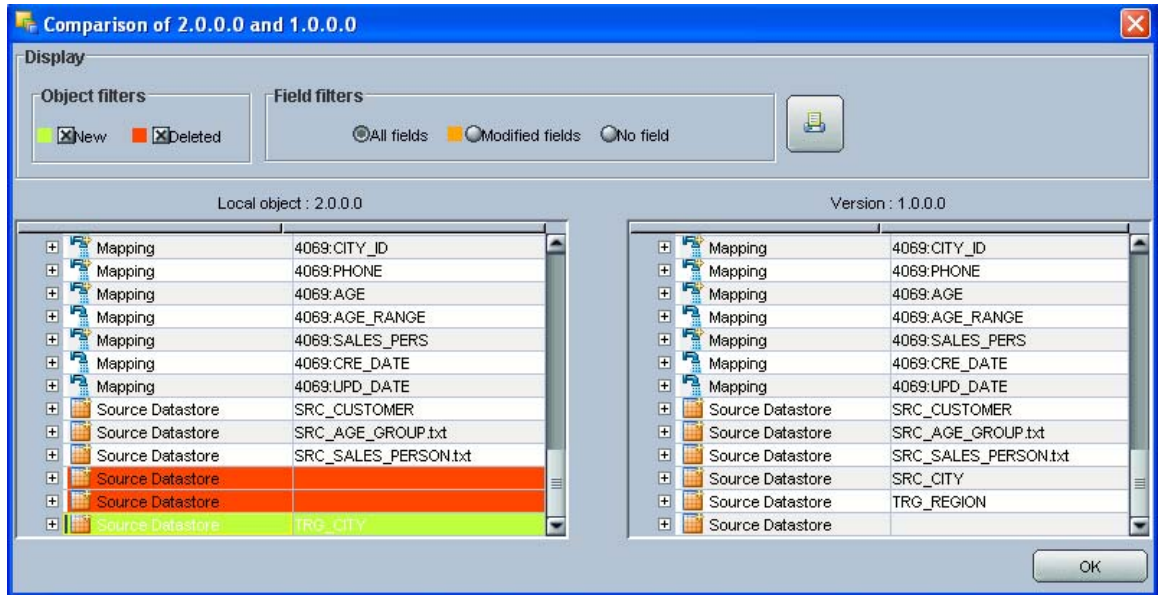 Comparison of 2.0.0.0 and 1.0.0.0
Display
Object filters
Field filters
New Deleted
All fields Modified fields No field
Local object : 2.0.0.0
Version : 1.0.0.0
Mapping 4069:CITY_ID
Mapping 4069:PHONE
Mapping 4069:AGE
Mapping 4069:AGE_RANGE
Mapping 4069:SALES_PERS
Mapping 4069:CRE_DATE
Mapping 4069:UPD_DATE
Source Datastore SRC_CUSTOMER
Source Datastore SRC_AGE_GROUP.txt
Source Datastore SRC_SALES_PERSON.txt
Source Datastore
Source Datastore
Source Datastore TRG_CITY
Mapping 4069:CITY_ID
Mapping 4069:PHONE
Mapping 4069:AGE
Mapping 4069:AGE_RANGE
Mapping 4069:SALES_PERS
Mapping 4069:CRE_DATE
Mapping 4069:UPD_DATE
Source Datastore SRC_CUSTOMER
Source Datastore SRC_AGE_GROUP.txt
Source Datastore SRC_SALES_PERSON.txt
Source Datastore SRC_CITY
Source Datastore TRG_REGION
Source Datastore
OK